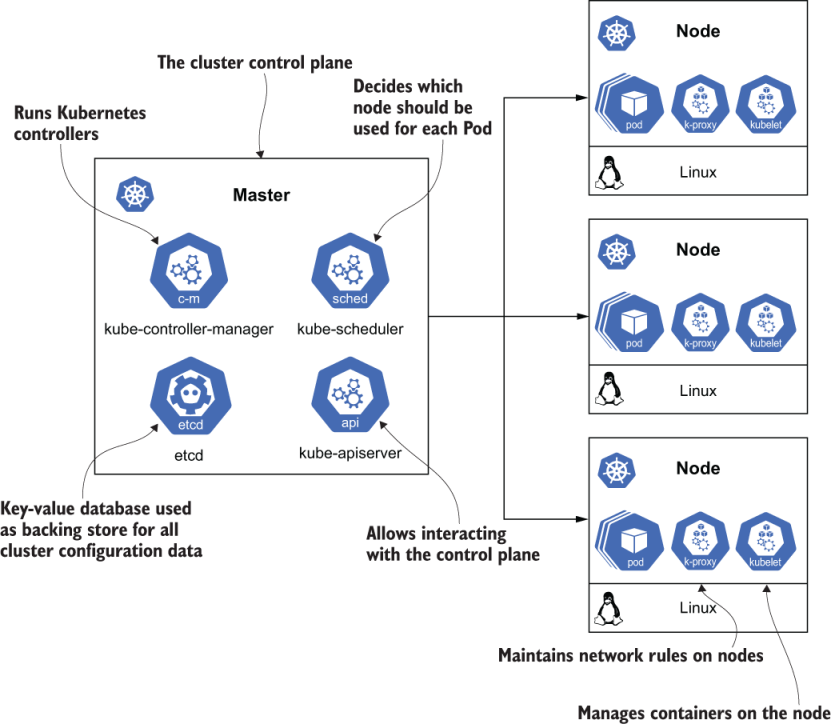 The cluster control plane
Decides which
node should be
used for each Pod
Runs Kubernetes
controllers
Master
c-m
kube-controller-manager
sched
kube-scheduler
etcd
etcd
api
kube-apiserver
Key-value database used
as backing store for all
cluster configuration data
Allows interacting
with the control plane
Node
pod
k-proxy
kubelet
Linux
Node
pod
k-proxy
kubelet
Linux
Node
pod
k-proxy
kubelet
Linux
Maintains network rules on nodes
Manages containers on the node